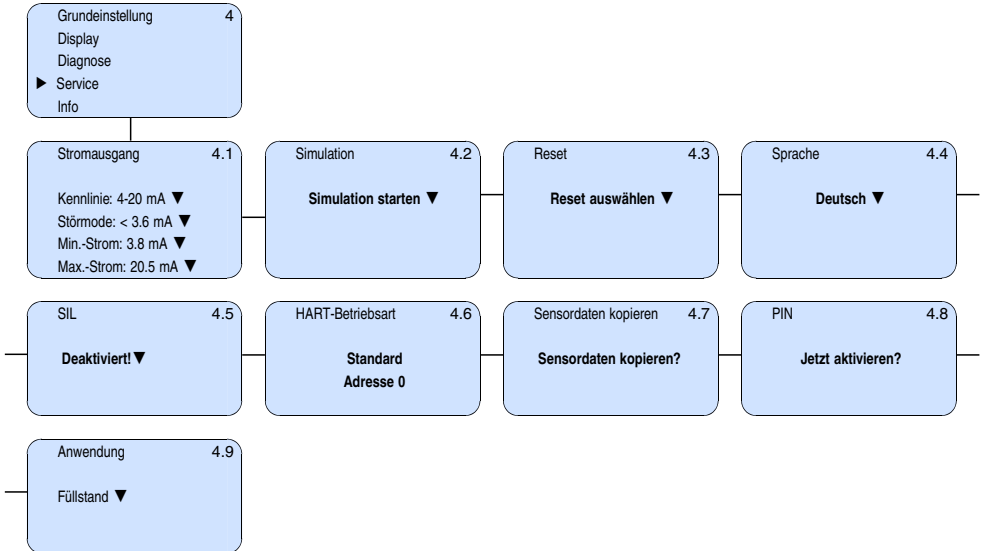 Grundeinstellung 4
Display
Diagnose
▶ Service
Info
Stromausgang 4.1
Kennlinie: 4-20 mA ▼
Störmode: < 3.6 mA ▼
Min.-Strom: 3.8 mA ▼
Max.-Strom: 20.5 mA ▼
Simulation 4.2
Simulation starten ▼
Reset 4.3
Reset auswählen ▼
Sprache 4.4
Deutsch ▼
SIL 4.5
Deaktiviert! ▼
HART-Betriebsart 4.6
Standard
Adresse 0
Sensordaten kopieren 4.7
Sensordaten kopieren?
PIN 4.8
Jetzt aktivieren?
Anwendung 4.9
Füllstand ▼